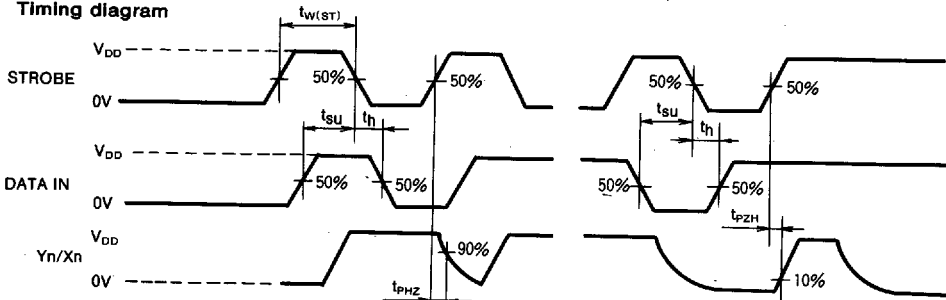 Timing diagram
tW(ST)
VDD
STROBE
50%
50%
50%
50%
0V
tsu
th
tsu
th
VDD
DATA IN
50%
50%
50%
50%
0V
tPZH
VDD
Yn/Xn
90%
0V
10%
tPHZ